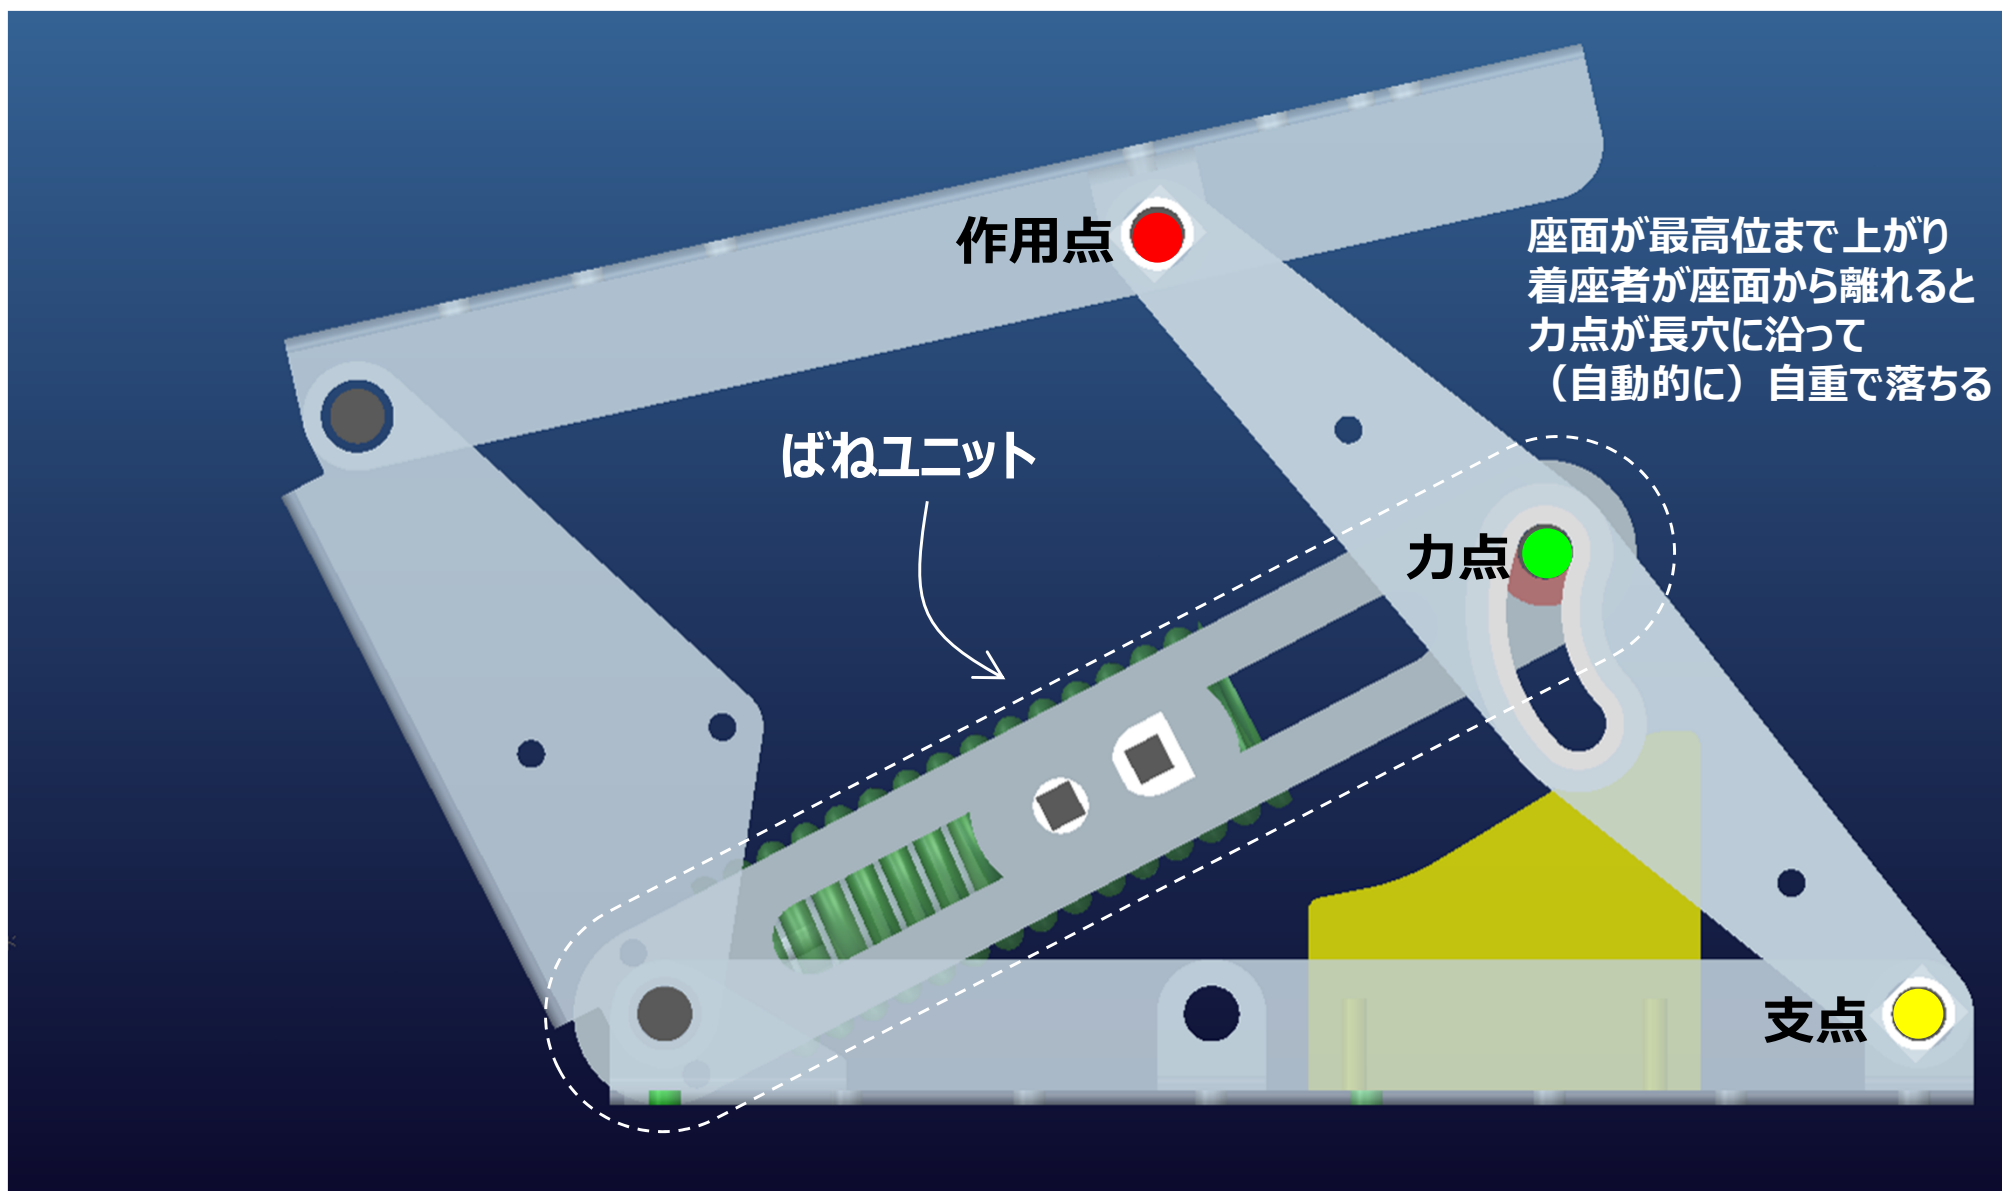 作用点
座面が最高位まで上がり
着座者が座面から離れると
力点が長穴に沿って
（自動的に）自重で落ちる
ばねユニット
力点
支点